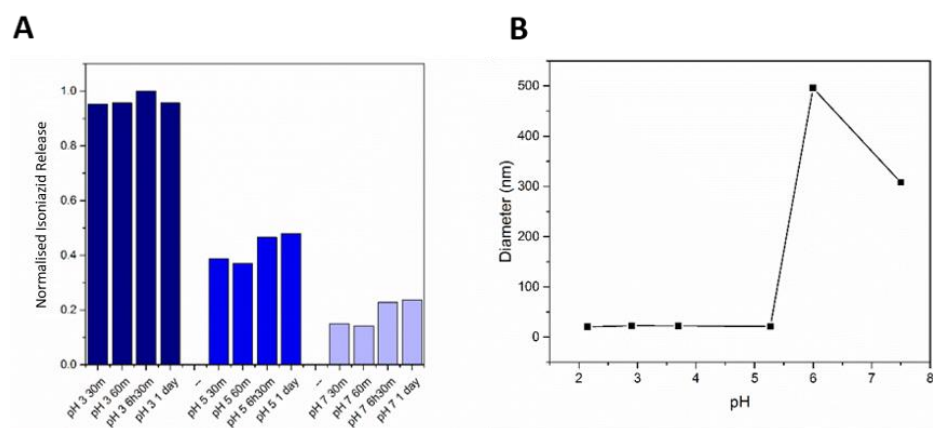 A
B
Normalised Isoniazid Release
1.0
0.8
0.6
0.4
0.2
0.0
pH 3 30m
pH 3 60m
pH 3 6h30m
pH 3 1 day
--
pH 5 30m
pH 5 60m
pH 5 6h30m
pH 5 1 day
--
pH 7 30m
pH 7 60m
pH 7 6h30m
pH 7 1 day
Diameter (nm)
500
400
300
200
100
0
2 3 4 5 6 7 8
pH